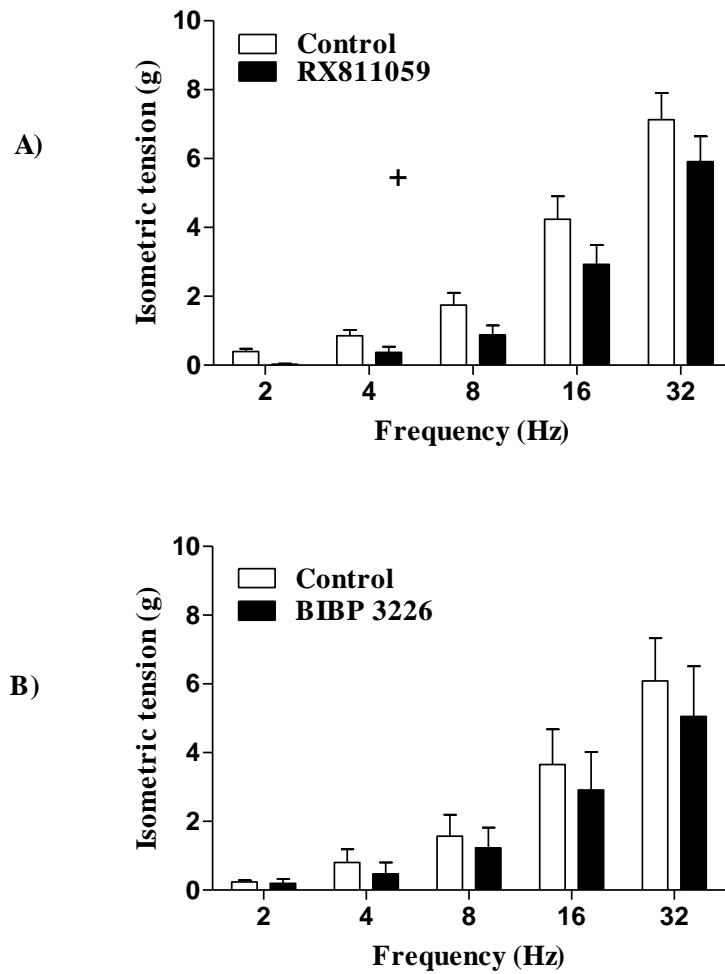 A)
Isometric tension (g)
10
8
6
4
2
0
Control
RX811059
+
2 4 8 16 32
Frequency (Hz)
B)
Isometric tension (g)
10
8
6
4
2
0
Control
BIBP 3226
2 4 8 16 32
Frequency (Hz)